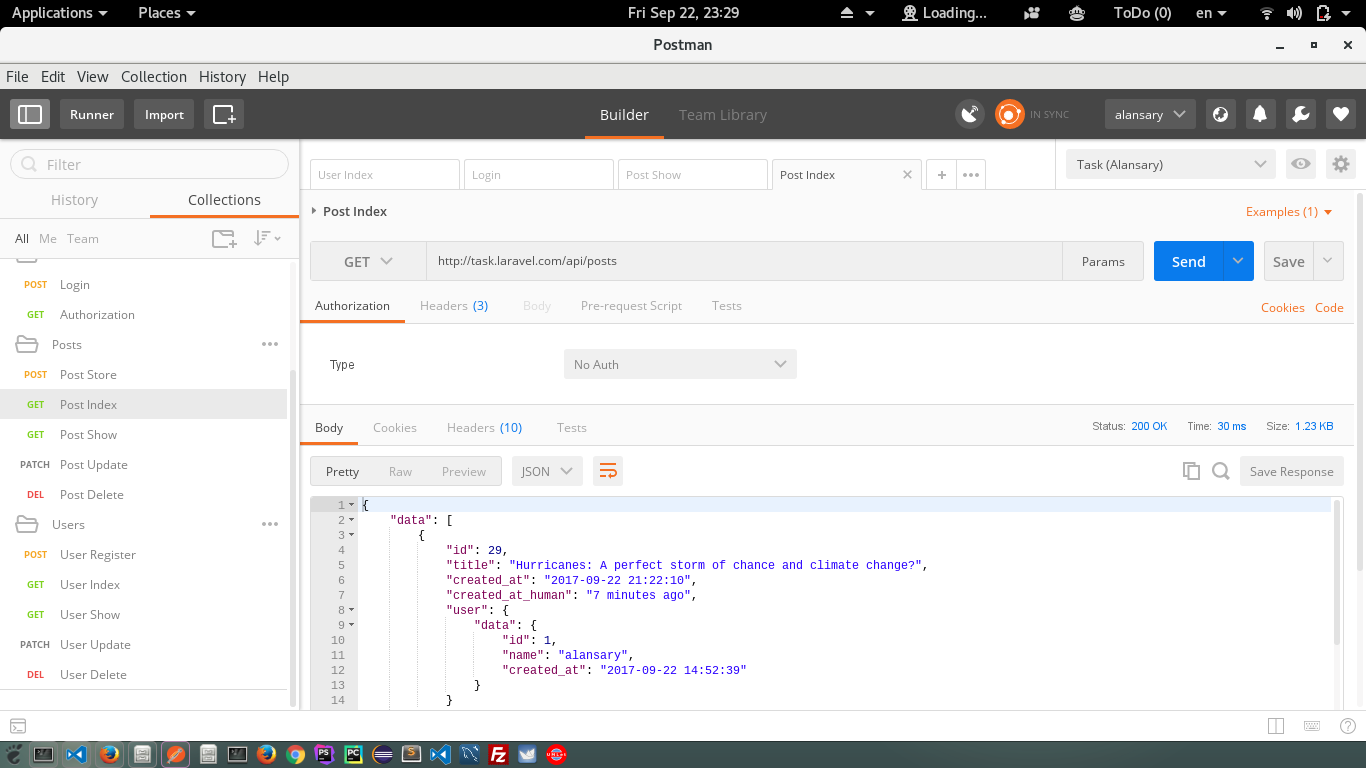 Applications Places Fri Sep 22, 23:29 Loading... ToDo (0) en
Postman
File Edit View Collection History Help
Runner Import Builder Team Library IN SYNC alansary
Filter
History Collections
All Me Team
POST Login
GET Authorization
Posts
POST Post Store
GET Post Index
GET Post Show
PATCH Post Update
DEL Post Delete
Users
POST User Register
GET User Index
GET User Show
PATCH User Update
DEL User Delete
User Index Login Post Show Post Index
Task (Alansary)
Post Index Examples (1)
GET http://task.laravel.com/api/posts Params Send Save
Authorization Headers (3) Body Pre-request Script Tests Cookies Code
Type No Auth
Body Cookies Headers (10) Tests Status: 200 OK Time: 30 ms Size: 1.23 KB
Pretty Raw Preview JSON Save Response
1 {
2 "data": [
3 {
4 "id": 29,
5 "title": "Hurricanes: A perfect storm of chance and climate change?",
6 "created_at": "2017-09-22 21:22:10",
7 "created_at_human": "7 minutes ago",
8 "user": {
9 "data": {
10 "id": 1,
11 "name": "alansary",
12 "created_at": "2017-09-22 14:52:39"
13 }
14 }